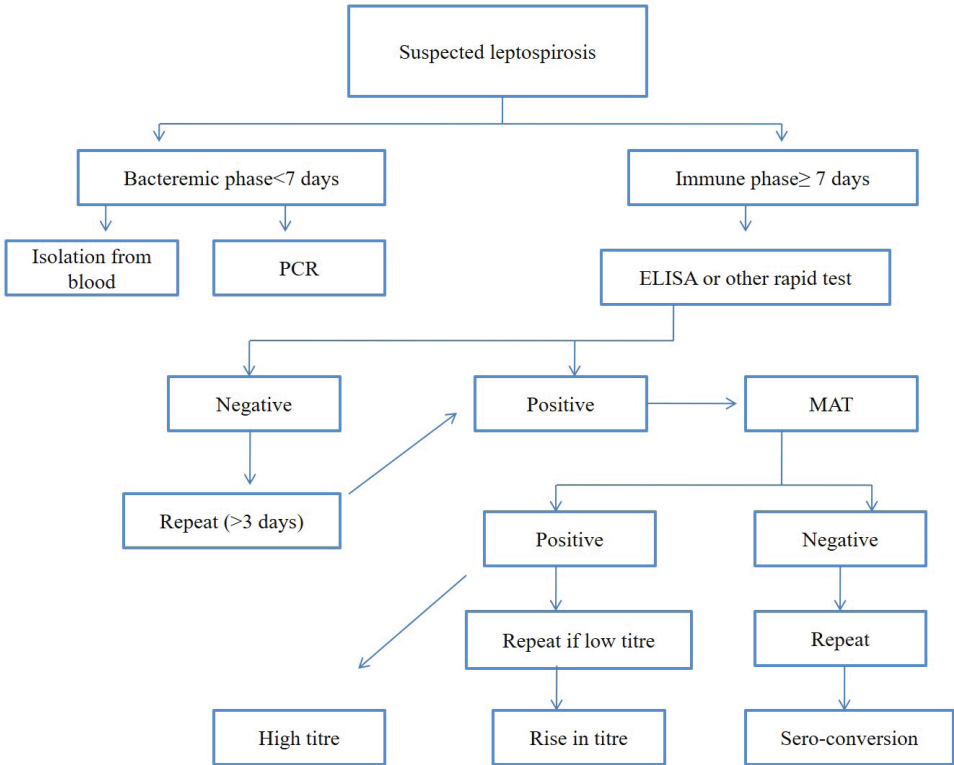 Suspected leptospirosis
Bacteremic phase<7 days
Immune phase≥ 7 days
Isolation from
blood
PCR
ELISA or other rapid test
Negative
Positive
MAT
Repeat (>3 days)
Positive
Negative
Repeat if low titre
Repeat
High titre
Rise in titre
Sero-conversion